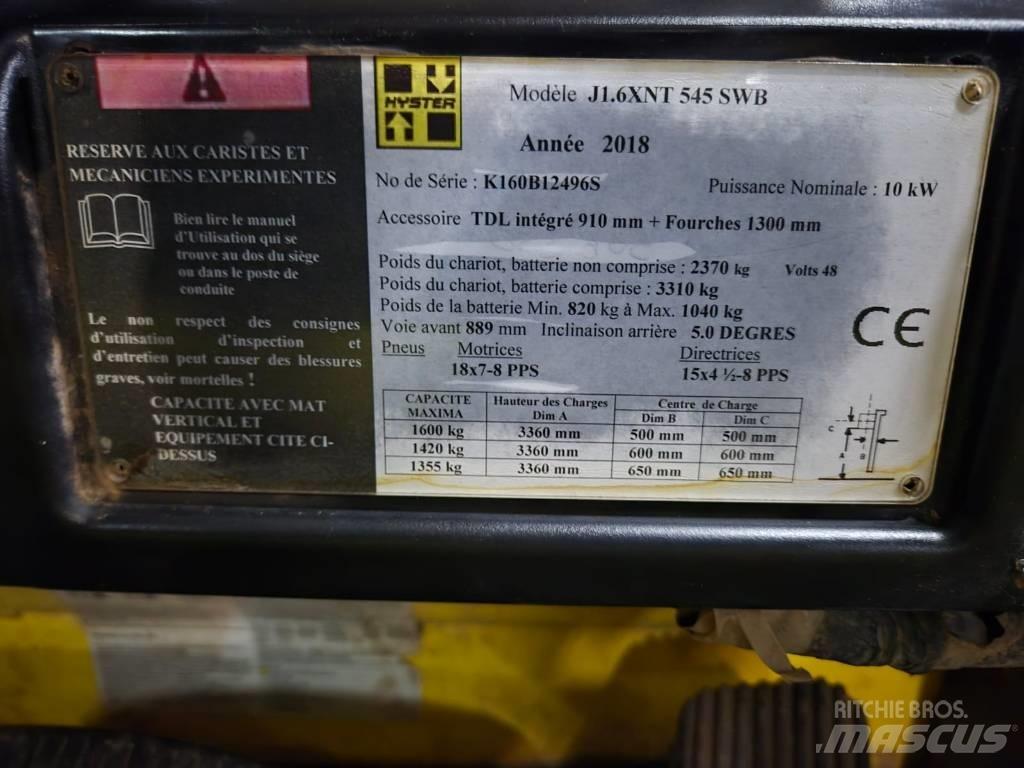 RESERVE AUX CARISTES ET
MECANICIENS EXPERIMENTES
Bien lire le manuel
d'Utilisation qui se
trouve au dos du siège
ou dans le poste de
conduite
Le non respect des consignes
d'utilisation d'inspection et
d'entretien peut causer des blessures
graves, voir mortelles !
CAPACITE AVEC MAT
VERTICAL ET
EQUIPEMENT CITE CI-
DESSUS
HYSTER
Modèle J1.6XNT 545 SWB
Année 2018
No de Série : K160B12496S Puissance Nominale : 10 kW
Accessoire TDL intégré 910 mm + Fourches 1300 mm
Poids du chariot, batterie non comprise : 2370 kg Volts 48
Poids du chariot, batterie comprise : 3310 kg
Poids de la batterie Min. 820 kg à Max. 1040 kg
Voie avant 889 mm Inclinaison arrière 5.0 DEGRES
Pneus Motrices Directrices
18x7-8 PPS 15x4 ½-8 PPS
CAPACITE Hauteur des Charges Centre de Charge
MAXIMA Dim A Dim B Dim C
1600 kg 3360 mm 500 mm 500 mm
1420 kg 3360 mm 600 mm 600 mm
1355 kg 3360 mm 650 mm 650 mm
CE
C
A B
RITCHIE BROS.
MASCUS